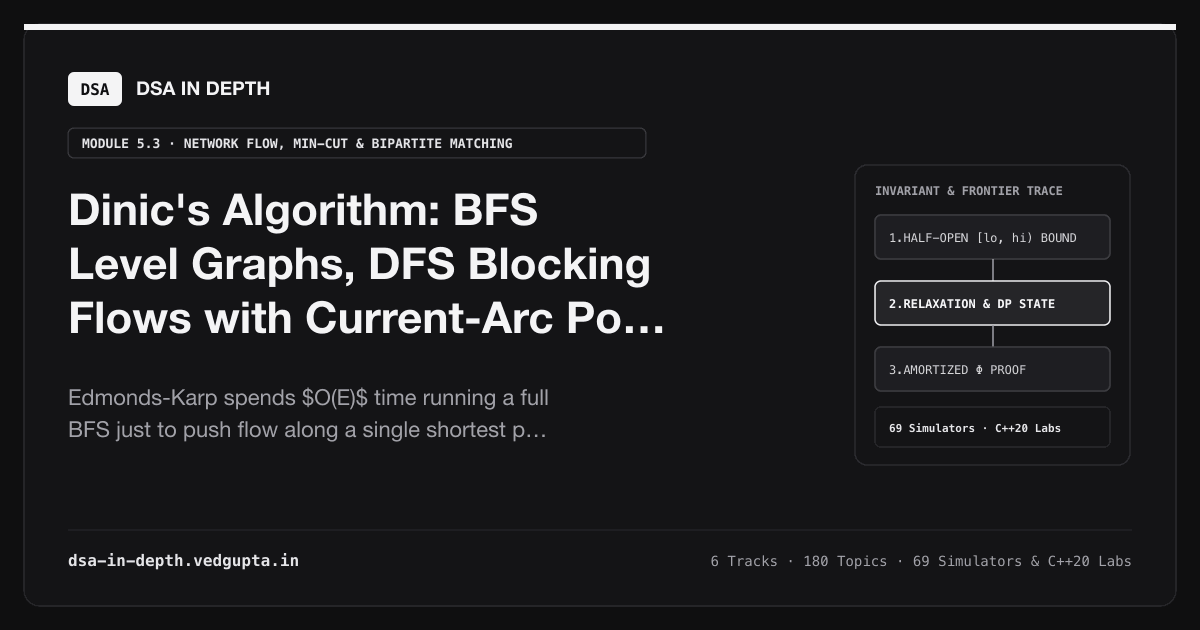 DSA
DSA IN DEPTH
MODULE 5.3 · NETWORK FLOW, MIN-CUT & BIPARTITE MATCHING
Dinic's Algorithm: BFS
Level Graphs, DFS Blocking
Flows with Current-Arc Po...
Edmonds-Karp spends $O(E)$ time running a full
BFS just to push flow along a single shortest p...
INVARIANT & FRONTIER TRACE
1.HALF-OPEN [lo, hi) BOUND
2.RELAXATION & DP STATE
3.AMORTIZED Φ PROOF
69 Simulators · C++20 Labs
dsa-in-depth.vedgupta.in
6 Tracks · 180 Topics · 69 Simulators & C++20 Labs